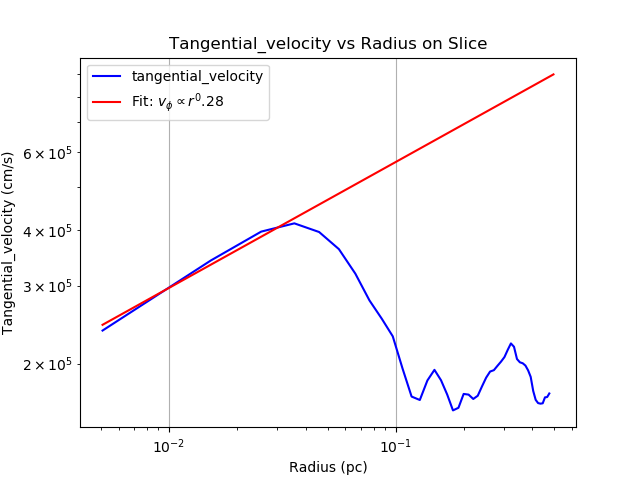 Tangential_velocity vs Radius on Slice
tangential_velocity
Fit: $v_\phi \propto r^0.28$
6 × 10⁵
4 × 10⁵
3 × 10⁵
2 × 10⁵
Tangential_velocity (cm/s)
10⁻²
10⁻¹
Radius (pc)